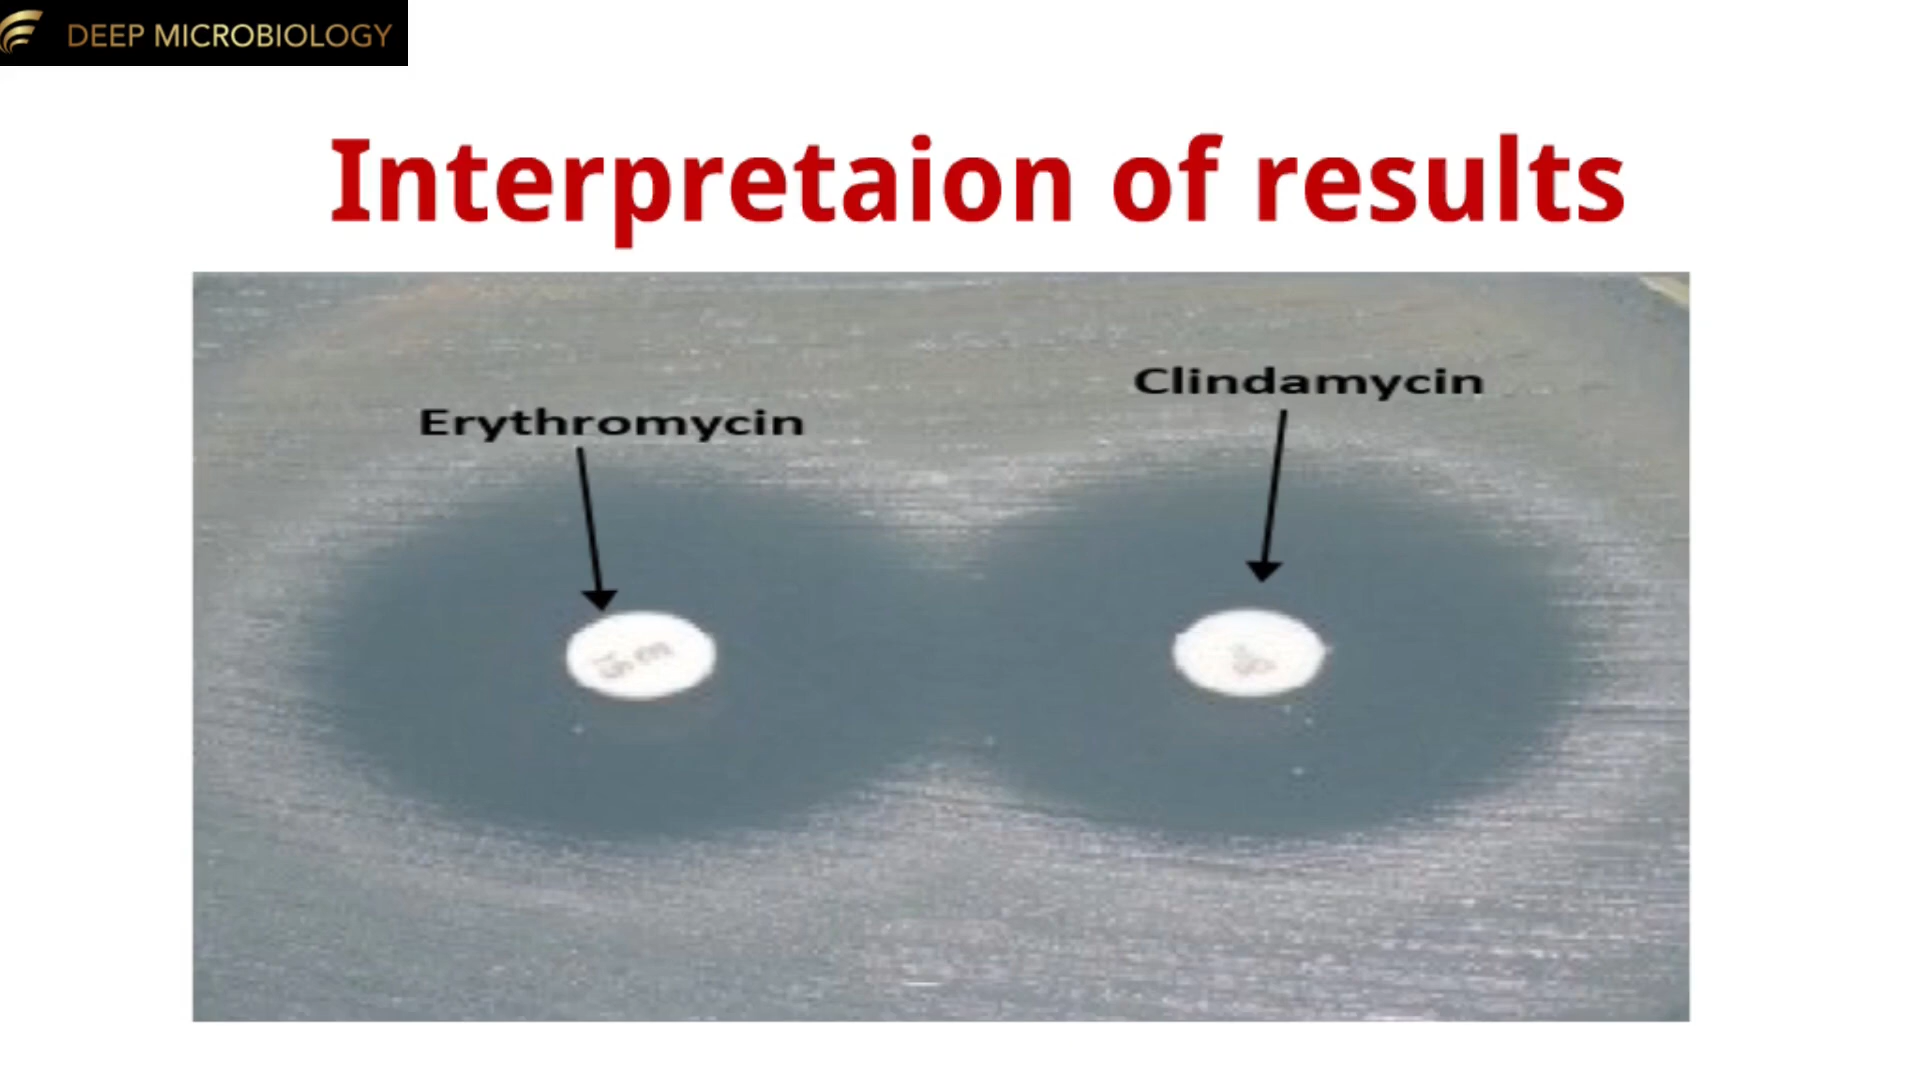 DEEP MICROBIOLOGY
Interpretaion of results
Clindamycin
Erythromycin